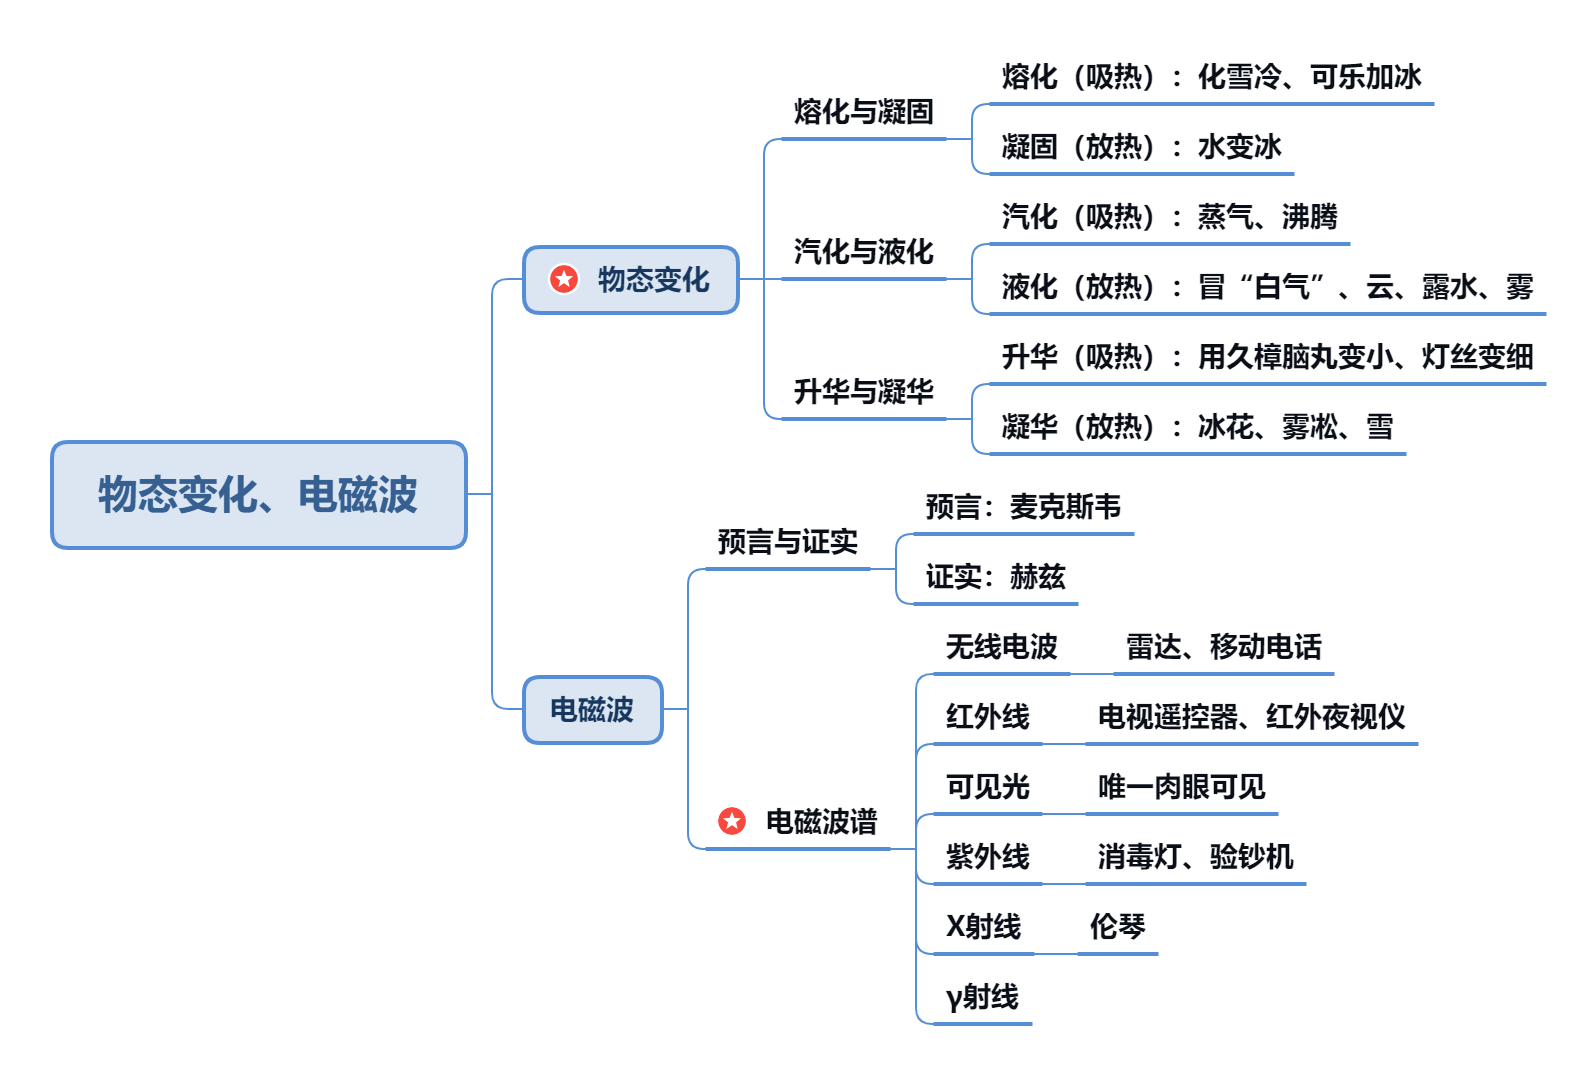 物态变化、电磁波
物态变化
熔化与凝固
熔化（吸热）：化雪冷、可乐加冰
凝固（放热）：水变冰
汽化与液化
汽化（吸热）：蒸气、沸腾
液化（放热）：冒“白气”、云、露水、雾
升华与凝华
升华（吸热）：用久樟脑丸变小、灯丝变细
凝华（放热）：冰花、雾凇、雪
电磁波
预言与证实
预言：麦克斯韦
证实：赫兹
电磁波谱
无线电波
雷达、移动电话
红外线
电视遥控器、红外夜视仪
可见光
唯一肉眼可见
紫外线
消毒灯、验钞机
X射线
伦琴
γ射线